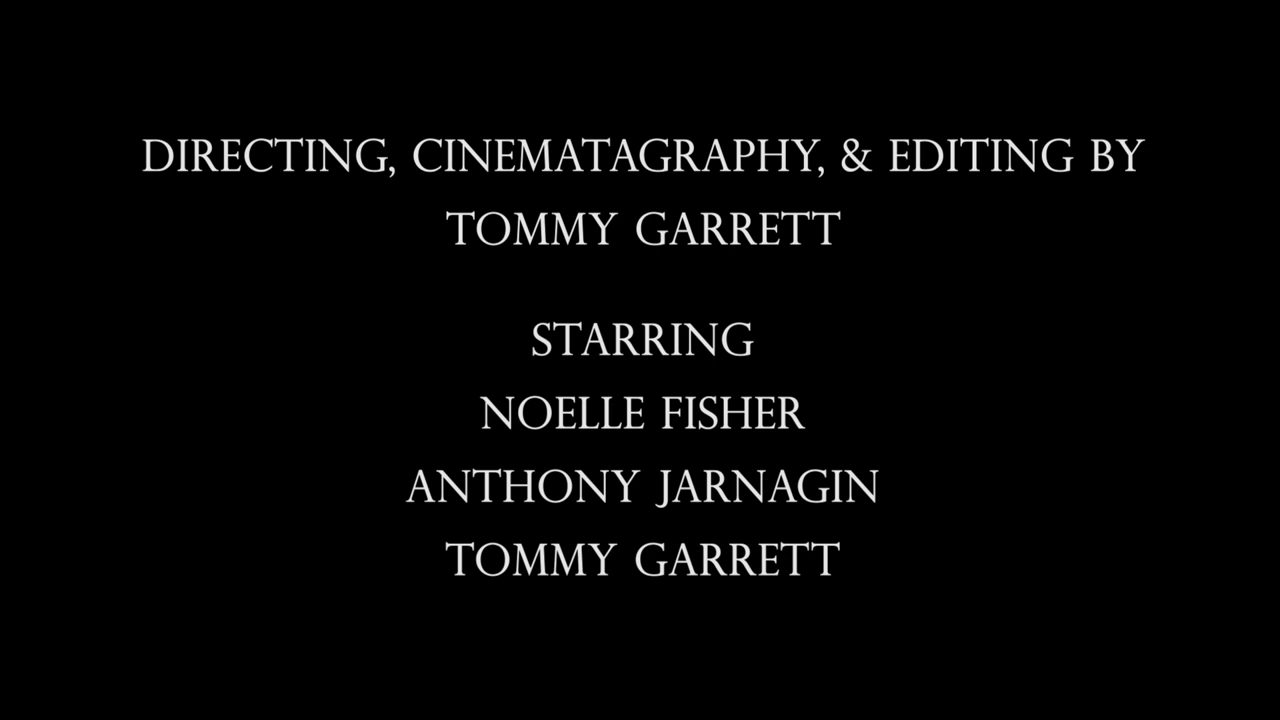 DIRECTING, CINEMATAGRAPHY, & EDITING BY
TOMMY GARRETT
STARRING
NOELLE FISHER
ANTHONY JARNAGIN
TOMMY GARRETT